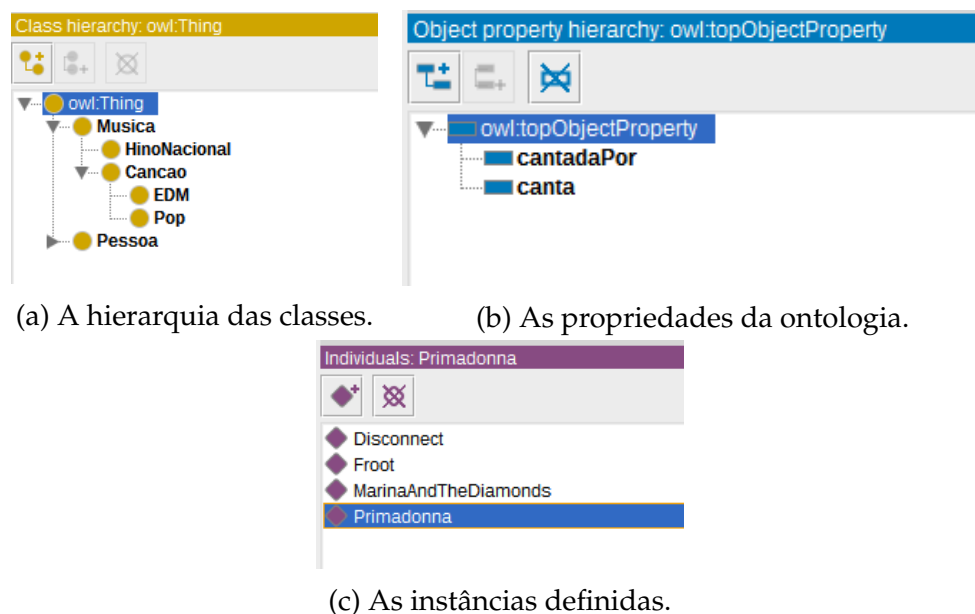 Class hierarchy: owl:Thing
owl:Thing
Musica
HinoNacional
Cancao
EDM
Pop
Pessoa
(a) A hierarquia das classes.
Object property hierarchy: owl:topObjectProperty
owl:topObjectProperty
cantadaPor
canta
(b) As propriedades da ontologia.
Individuals: Primadonna
Disconnect
Froot
MarinaAndTheDiamonds
Primadonna
(c) As instâncias definidas.